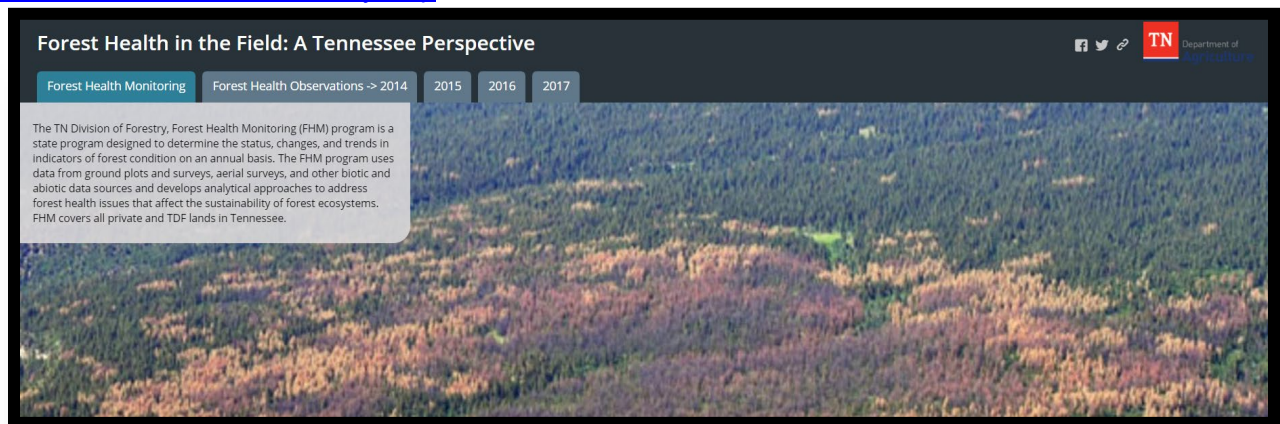 Forest Health in the Field: A Tennessee Perspective
TN
Department of
Agriculture
Forest Health Monitoring
Forest Health Observations -> 2014
2015
2016
2017
The TN Division of Forestry, Forest Health Monitoring (FHM) program is a
state program designed to determine the status, changes, and trends in
indicators of forest condition on an annual basis. The FHM program uses
data from ground plots and surveys, aerial surveys, and other biotic and
abiotic data sources and develops analytical approaches to address
forest health issues that affect the sustainability of forest ecosystems.
FHM covers all private and TDF lands in Tennessee.